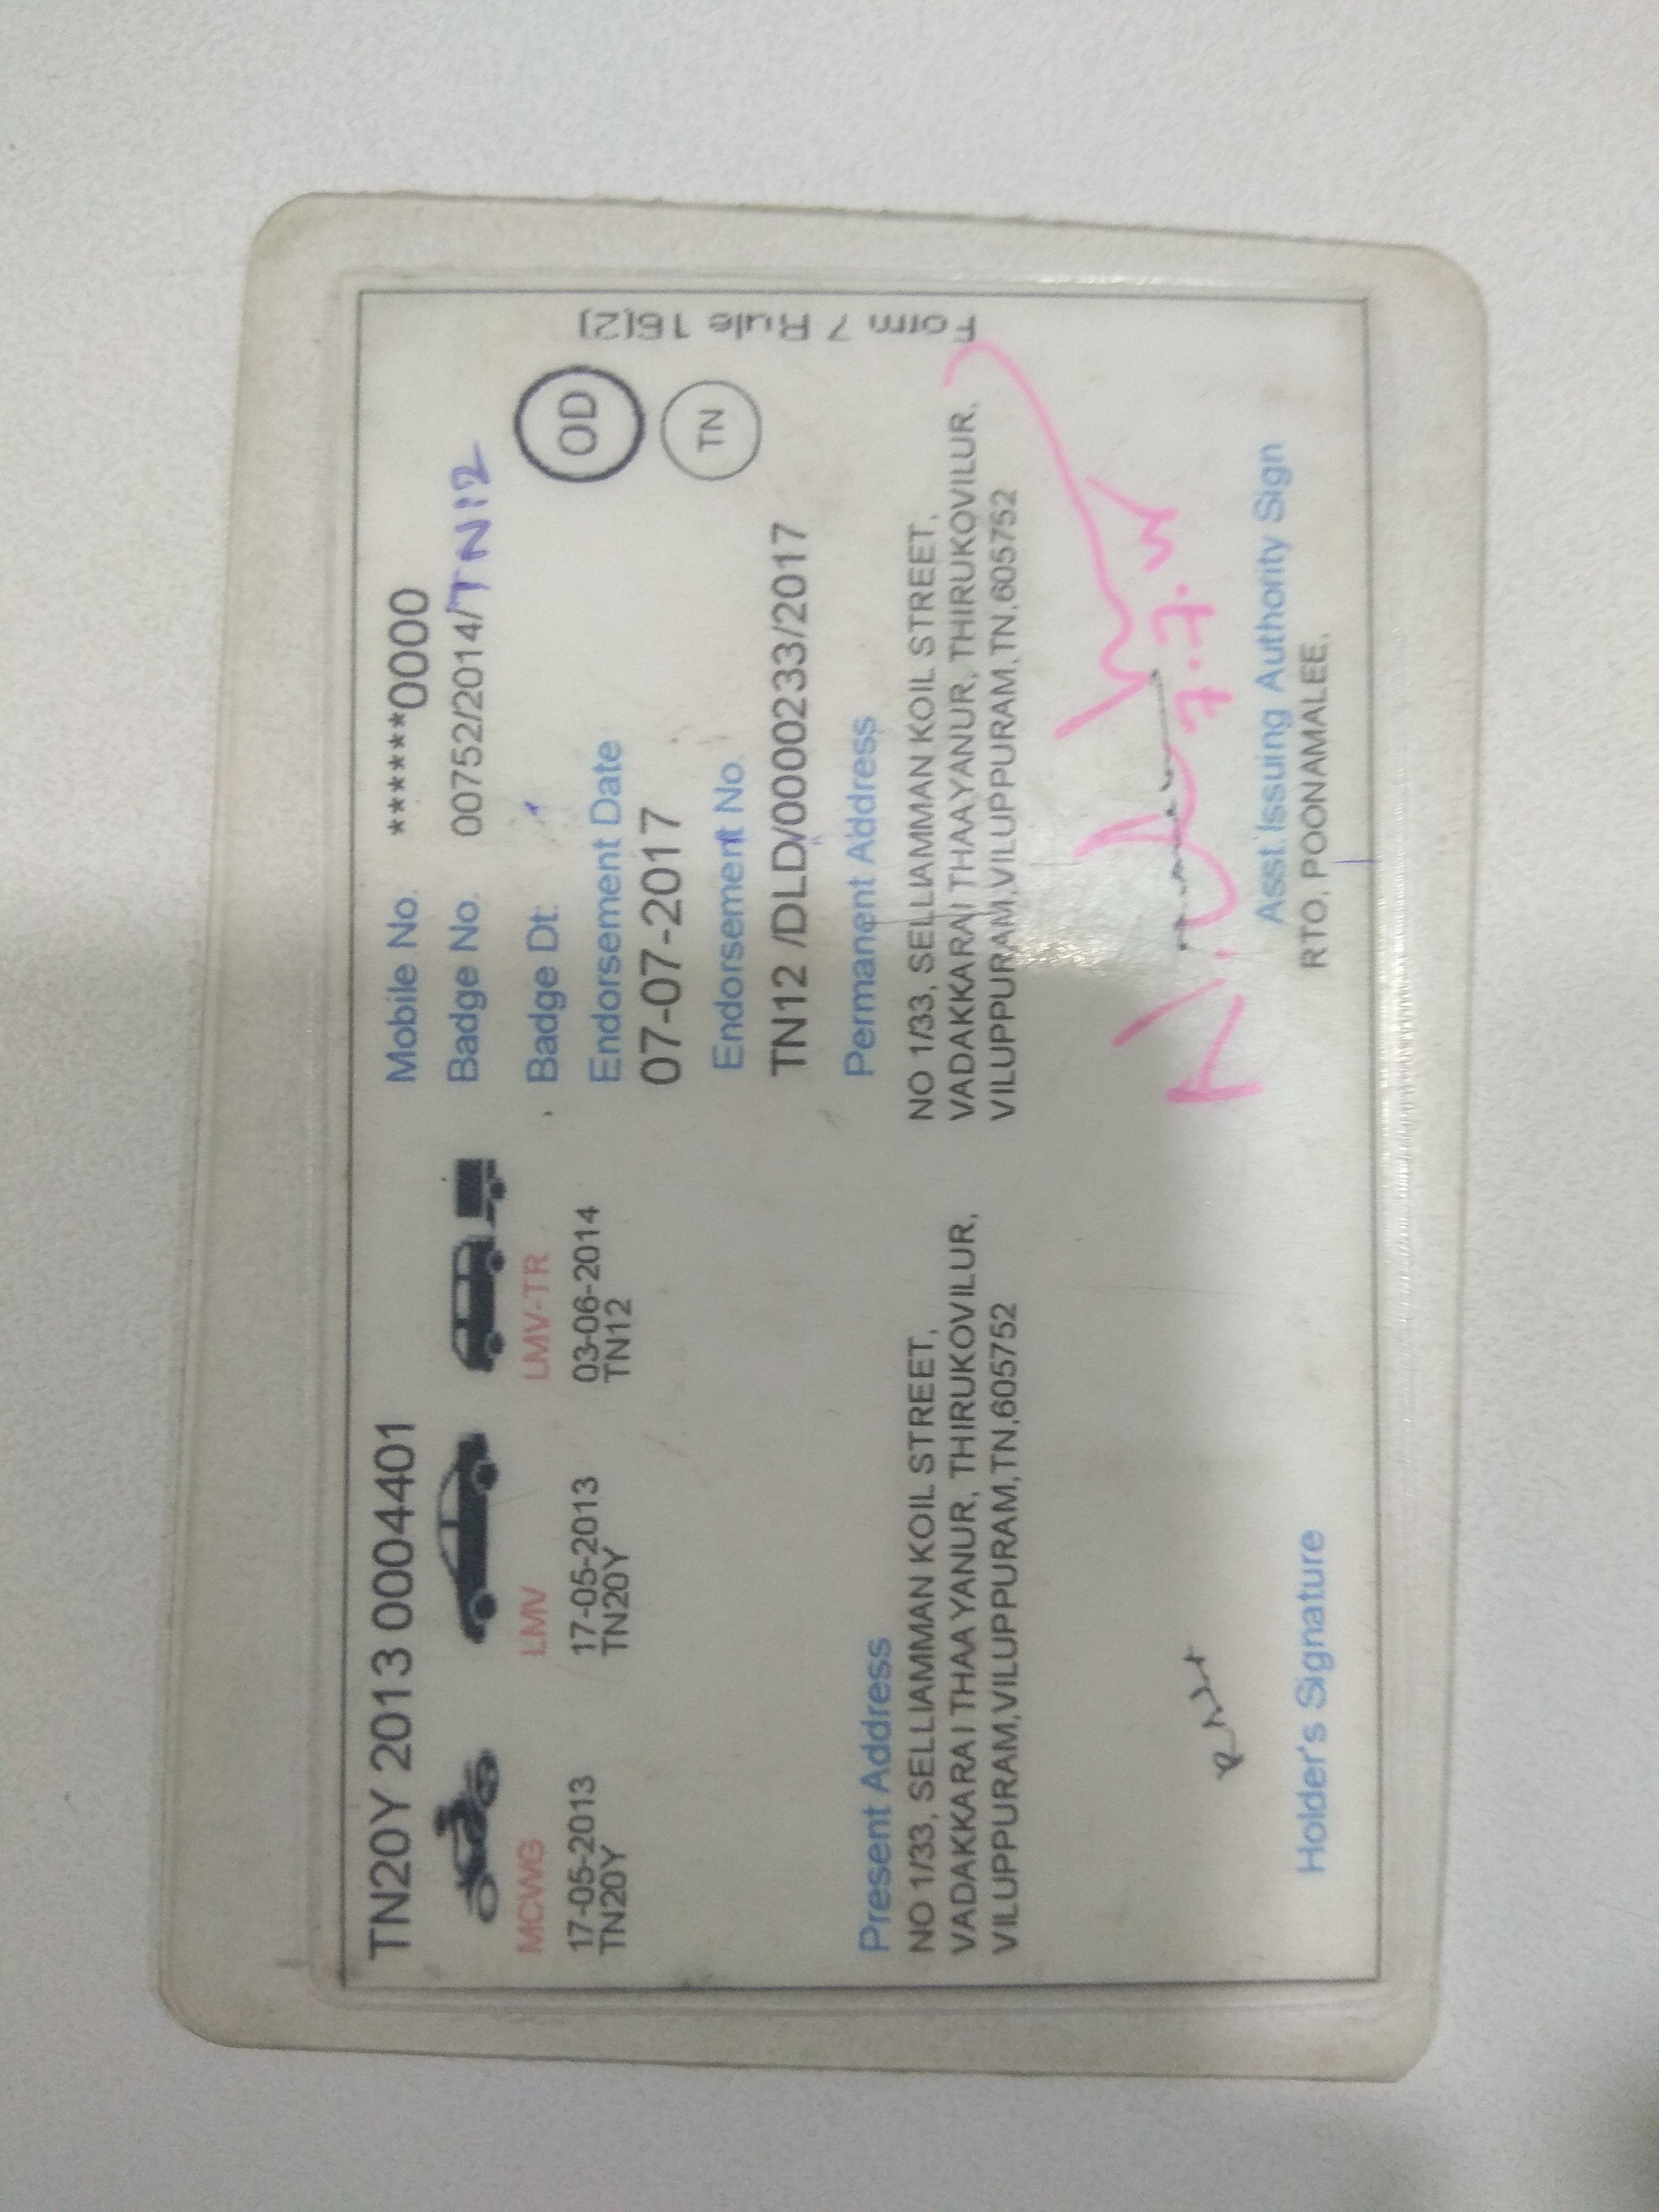 TN20Y 2013 0004401
MCWG
17-05-2013
TN20Y
LMV
17-05-2013
TN20Y
LMV-TR
03-06-2014
TN12
Mobile No. ******0000
Badge No. 00752/2014/TN12
Badge Dt.
Endorsement Date
07-07-2017
Endorsement No.
TN12 /DLD/0000233/2017
OD
TN
Form 7 Rule 16(2)
Present Address
NO 1/33, SELLIAMMAN KOIL STREET,
VADAKKARAI THAAYANUR, THIRUKOVILUR,
VILUPPURAM,VILUPPURAM,TN,605752
Permanent Address
NO 1/33, SELLIAMMAN KOIL STREET,
VADAKKARAI THAAYANUR, THIRUKOVILUR,
VILUPPURAM,VILUPPURAM,TN,605752
Holder's Signature
Asst.Issuing Authority Sign
RTO, POONAMALEE.